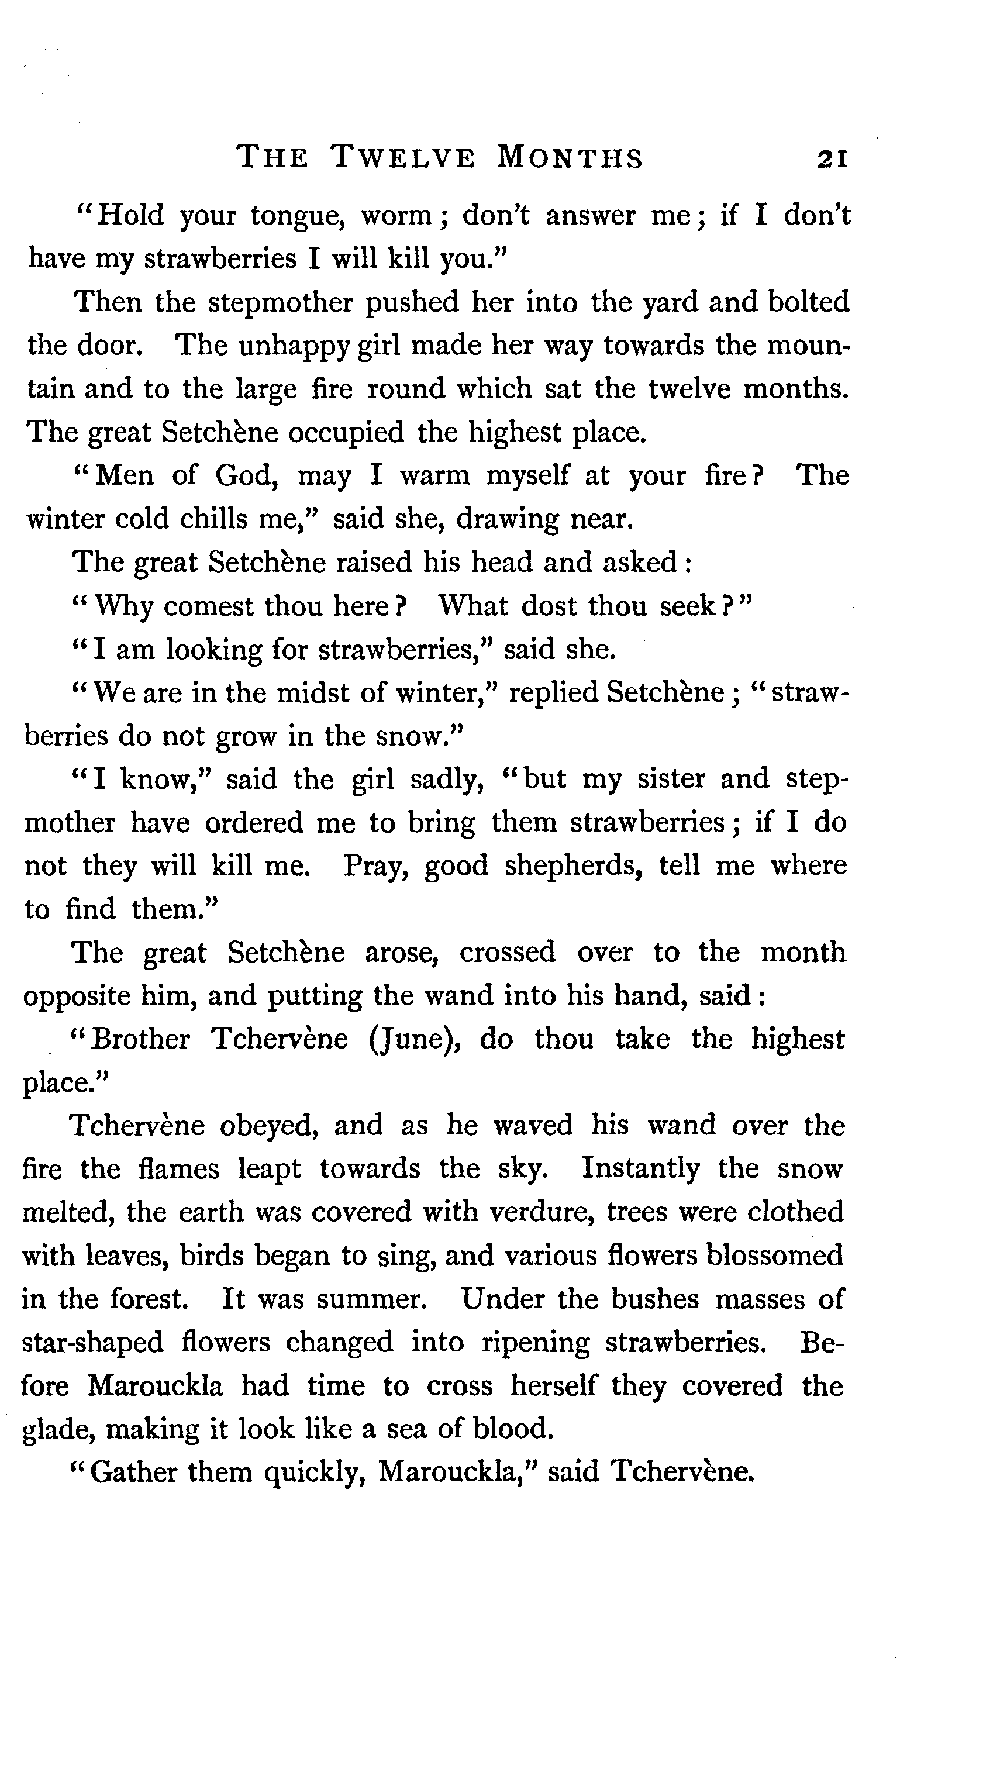 THE TWELVE MONTHS 21
"Hold your tongue, worm; don't answer me; if I don't
have my strawberries I will kill you."
Then the stepmother pushed her into the yard and bolted
the door. The unhappy girl made her way towards the moun-
tain and to the large fire round which sat the twelve months.
The great Setchène occupied the highest place.
"Men of God, may I warm myself at your fire? The
winter cold chills me," said she, drawing near.
The great Setchène raised his head and asked:
"Why comest thou here? What dost thou seek?"
"I am looking for strawberries," said she.
"We are in the midst of winter," replied Setchène; "straw-
berries do not grow in the snow."
"I know," said the girl sadly, "but my sister and step-
mother have ordered me to bring them strawberries; if I do
not they will kill me. Pray, good shepherds, tell me where
to find them."
The great Setchène arose, crossed over to the month
opposite him, and putting the wand into his hand, said:
"Brother Tchervène (June), do thou take the highest
place."
Tchervène obeyed, and as he waved his wand over the
fire the flames leapt towards the sky. Instantly the snow
melted, the earth was covered with verdure, trees were clothed
with leaves, birds began to sing, and various flowers blossomed
in the forest. It was summer. Under the bushes masses of
star-shaped flowers changed into ripening strawberries. Be-
fore Marouckla had time to cross herself they covered the
glade, making it look like a sea of blood.
"Gather them quickly, Marouckla," said Tchervène.